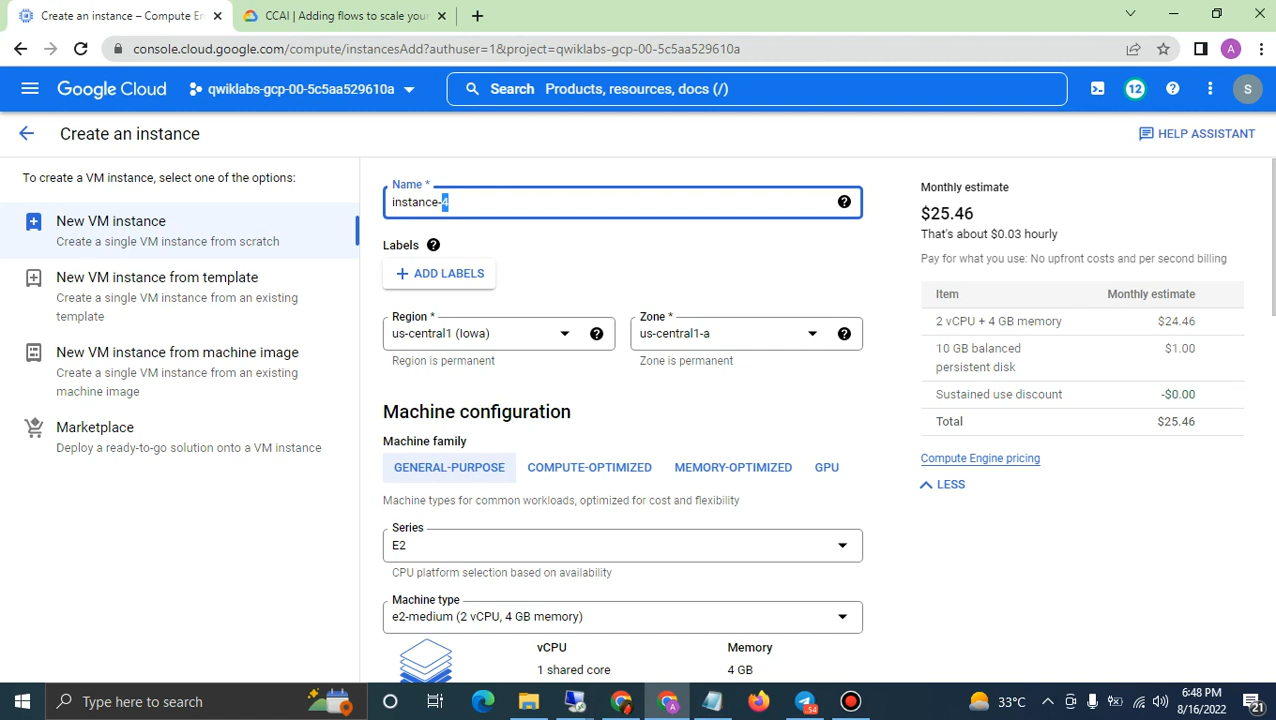 Create an instance – Compute En
CCAI | Adding flows to scale your
console.cloud.google.com/compute/instancesAdd?authuser=1&project=qwiklabs-gcp-00-5c5aa529610a
A
Google Cloud
qwiklabs-gcp-00-5c5aa529610a
Search Products, resources, docs (/)
12
S
Create an instance
HELP ASSISTANT
To create a VM instance, select one of the options:
New VM instance
Create a single VM instance from scratch
New VM instance from template
Create a single VM instance from an existing
template
New VM instance from machine image
Create a single VM instance from an existing
machine image
Marketplace
Deploy a ready-to-go solution onto a VM instance
Name *
instance-4
Labels
ADD LABELS
Region *
us-central1 (Iowa)
Region is permanent
Zone *
us-central1-a
Zone is permanent
Machine configuration
Machine family
GENERAL-PURPOSE COMPUTE-OPTIMIZED MEMORY-OPTIMIZED GPU
Machine types for common workloads, optimized for cost and flexibility
Series
E2
CPU platform selection based on availability
Machine type
e2-medium (2 vCPU, 4 GB memory)
vCPU Memory
1 shared core 4 GB
Monthly estimate
$25.46
That's about $0.03 hourly
Pay for what you use: No upfront costs and per second billing
Item Monthly estimate
2 vCPU + 4 GB memory $24.46
10 GB balanced $1.00
persistent disk
Sustained use discount -$0.00
Total $25.46
Compute Engine pricing
LESS
Type here to search
A
54
33°C
6:48 PM
8/16/2022
21